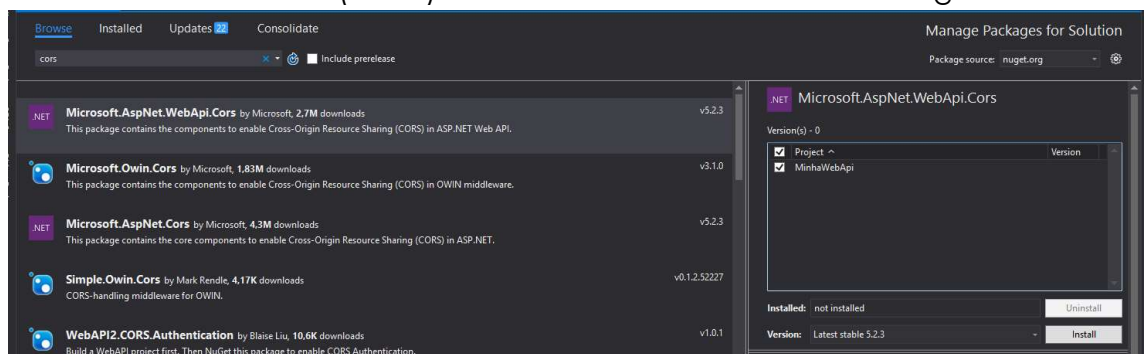 Browse Installed Updates 22 Consolidate
Manage Packages for Solution
cors
Include prerelease
Package source: nuget.org
.NET
Microsoft.AspNet.WebApi.Cors by Microsoft, 2,7M downloads
v5.2.3
This package contains the components to enable Cross-Origin Resource Sharing (CORS) in ASP.NET Web API.
Microsoft.Owin.Cors by Microsoft, 1,83M downloads
v3.1.0
This package contains the components to enable Cross-Origin Resource Sharing (CORS) in OWIN middleware.
.NET
Microsoft.AspNet.Cors by Microsoft, 4,3M downloads
v5.2.3
This package contains the core components to enable Cross-Origin Resource Sharing (CORS) in ASP.NET.
Simple.Owin.Cors by Mark Rendle, 4,17K downloads
v0.1.2.52227
CORS-handling middleware for OWIN.
WebAPI2.CORS.Authentication by Blaise Liu, 10,6K downloads
v1.0.1
Build a WebAPI project first. Then NuGet this package to enable CORS Authentication.
.NET Microsoft.AspNet.WebApi.Cors
Version(s) - 0
Project Version
MinhaWebApi
Installed: not installed Uninstall
Version: Latest stable 5.2.3 Install